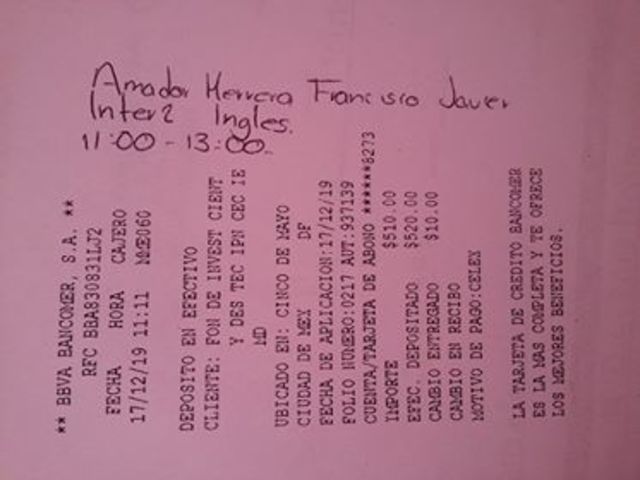 Amador Herrera Francisco Javier
Inter 2 Ingles.
11:00 - 13:00.
** BBVA BANCOMER, S.A. **
RFC BBA830831LJ2
FECHA HORA CAJERO
17/12/19 11:11
DEPOSITO EN EFECTIVO
CLIENTE: FON DE INVEST CIENT
Y DES TEC IPN CEC IE
MD
UBICADO EN: CINCO DE MAYO
CIUDAD DE MEX DF
FECHA DE APLICACION:17/12/19
FOLIO NUMERO:0217 AUT:937139
CUENTA/TARJETA DE ABONO ******8273
IMPORTE $510.00
EFEC. DEPOSITADO $520.00
CAMBIO ENTREGADO $10.00
CAMBIO EN RECIBO
MOTIVO DE PAGO:CELEX
LA TARJETA DE CREDITO BANCOMER
ES LA MAS COMPLETA Y TE OFRECE
LOS MEJORES BENEFICIOS.